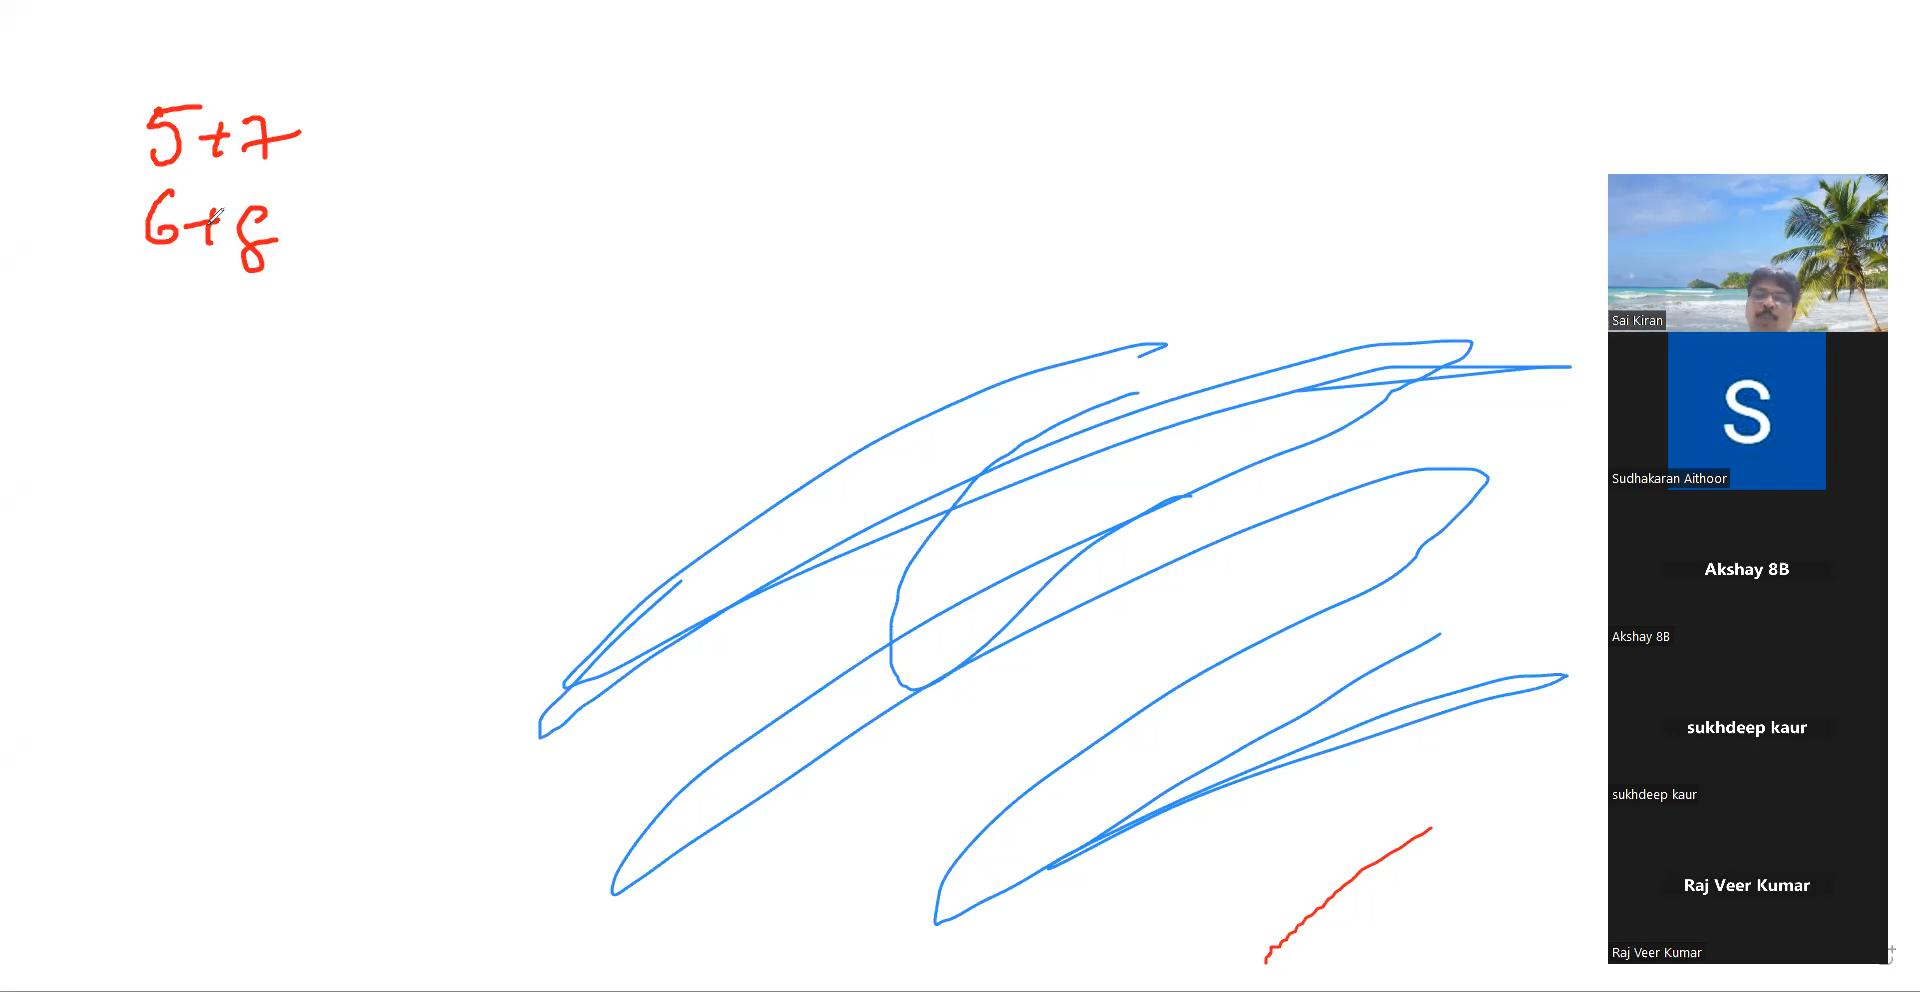 5+7
6+8
Sai Kiran
S
Sudhakaran Aithoor
Akshay 8B
Akshay 8B
sukhdeep kaur
sukhdeep kaur
Raj Veer Kumar
Raj Veer Kumar